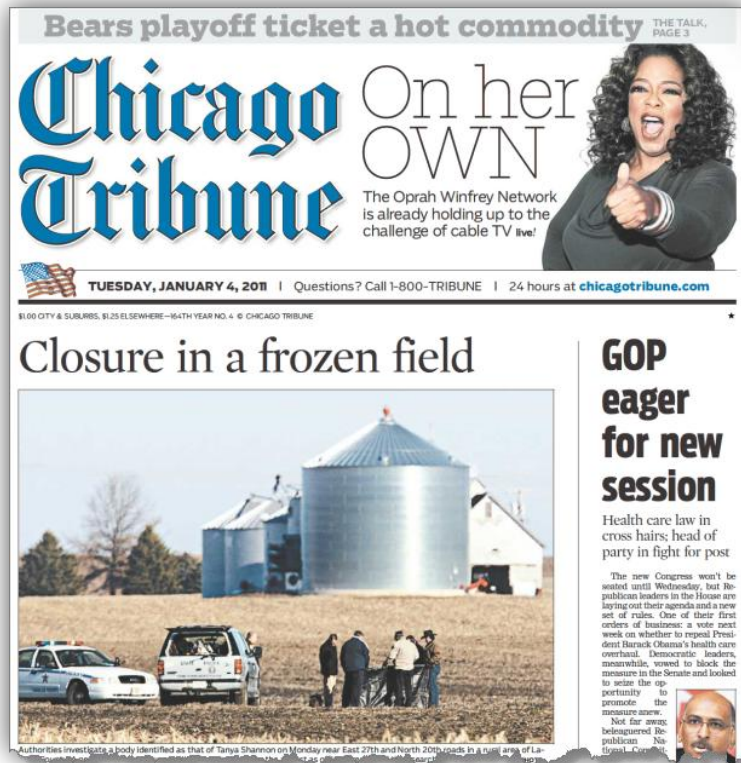 Bears playoff ticket a hot commodity
THE TALK,
PAGE 3
Chicago
Tribune
On her
OWN
The Oprah Winfrey Network
is already holding up to the
challenge of cable TV live!
TUESDAY, JANUARY 4, 2011 | Questions? Call 1-800-TRIBUNE | 24 hours at chicagotribune.com
$1.00 CITY & SUBURBS, $1.25 ELSEWHERE—164TH YEAR NO. 4 © CHICAGO TRIBUNE
Closure in a frozen field
GOP
eager
for new
session
Health care law in
cross hairs; head of
party in fight for post
The new Congress won't be
seated until Wednesday, but Re-
publican leaders in the House are
laying out their agenda and a new
set of rules. One of their first
orders of business: a vote next
week on whether to repeal Presi-
dent Barack Obama's health care
overhaul. Democratic leaders,
meanwhile, vowed to block the
measure in the Senate and looked
to seize the op-
portunity to
promote the
measure anew.
Not far away,
beleaguered Re-
publican Na-
Authorities investigate a body identified as that of Tanya Shannon on Monday near East 27th and North 20th roads in a rural area of La-